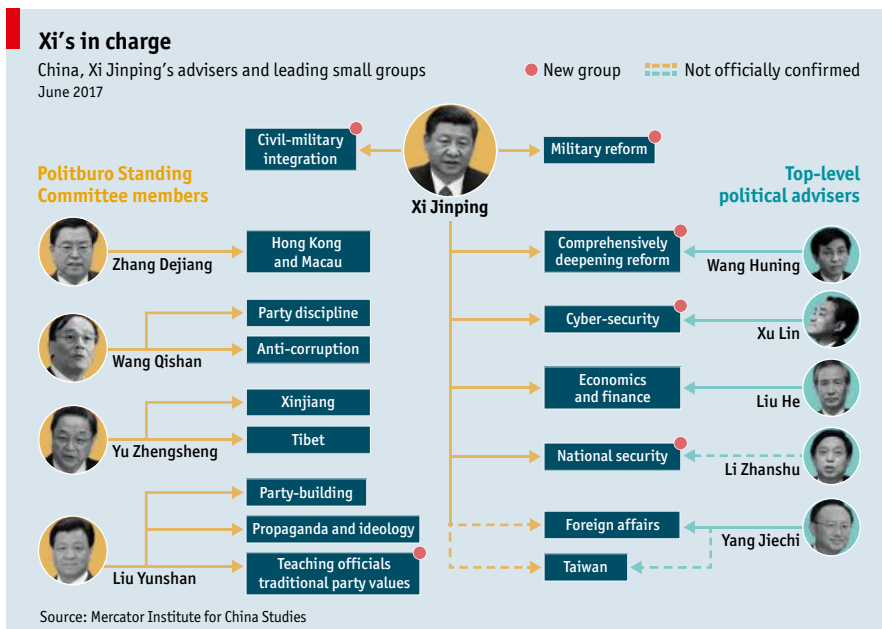 Xi's in charge
China, Xi Jinping's advisers and leading small groups
June 2017
New group
Not officially confirmed
Civil-military
integration
Military reform
Xi Jinping
Politburo Standing
Committee members
Top-level
political advisers
Zhang Dejiang
Hong Kong
and Macau
Comprehensively
deepening reform
Wang Huning
Party discipline
Wang Qishan
Anti-corruption
Cyber-security
Xu Lin
Economics
and finance
Liu He
Xinjiang
Yu Zhengsheng
Tibet
National security
Li Zhanshu
Party-building
Propaganda and ideology
Liu Yunshan
Teaching officials
traditional party values
Foreign affairs
Yang Jiechi
Taiwan
Source: Mercator Institute for China Studies